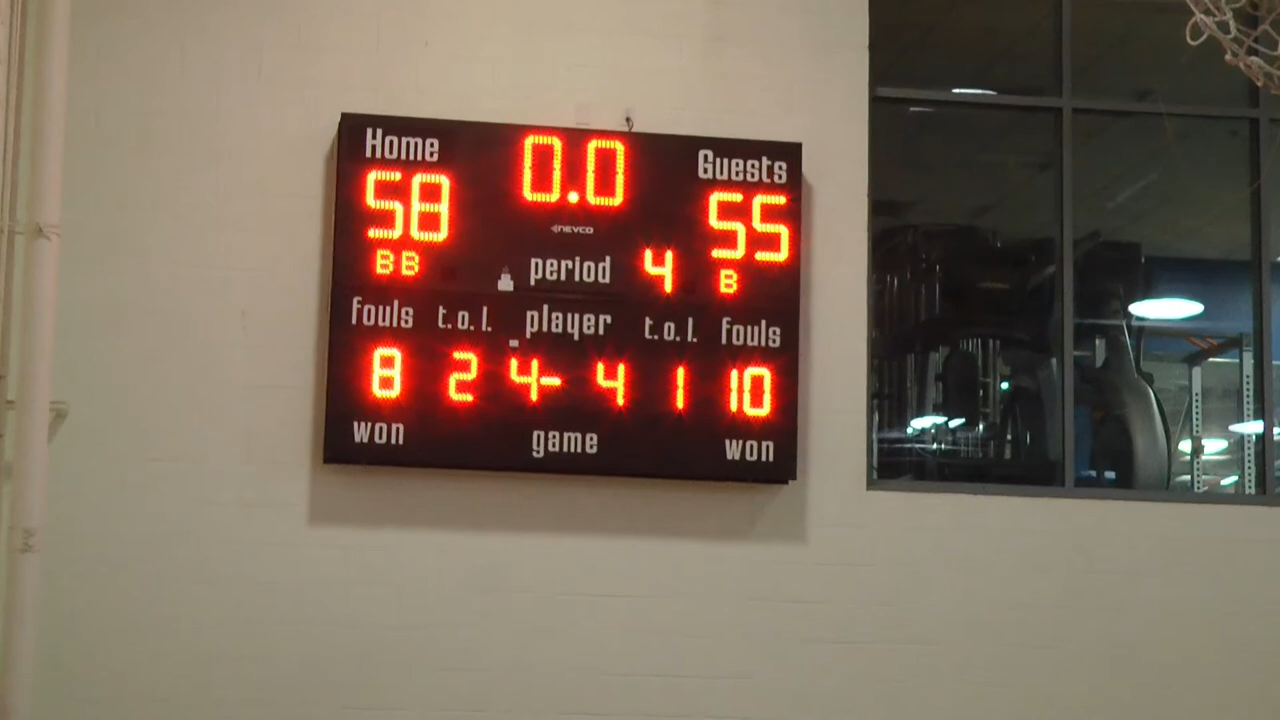 Home 0.0 Guests
58 55
NEVCO
BB period 4 B
fouls t.o.l. player t.o.l. fouls
8 2 4- 4 1 10
won game won